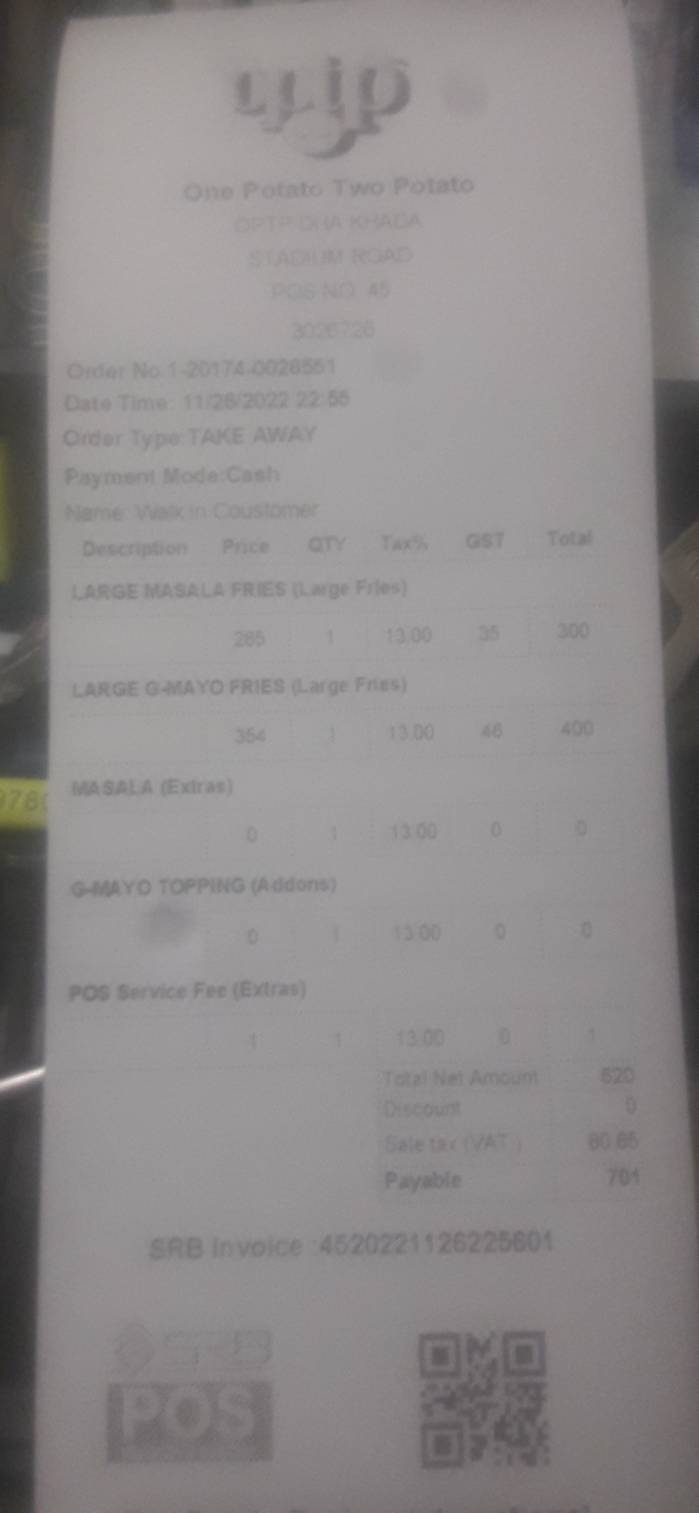 One Potato Two Potato
OPTP DHA KHADA
STADIUM ROAD
POS NO. 45
3026726
Order No:1-20174-0026551
Date Time: 11/26/2022 22:55
Order Type:TAKE AWAY
Payment Mode:Cash
Name: Walk in Coustomer
Description Price QTY Tax% GST Total
LARGE MASALA FRIES (Large Fries)
265 1 13.00 35 300
LARGE G-MAYO FRIES (Large Fries)
354 1 13.00 46 400
MASALA (Extras)
0 1 13.00 0 0
G-MAYO TOPPING (Addons)
0 1 13.00 0 0
POS Service Fee (Extras)
1 1 13.00 0 1
Total Net Amount 620
Discount 0
Sale tax (VAT ) 80.65
Payable 701
SRB Invoice :4520221126225601
SRB
POS
9780